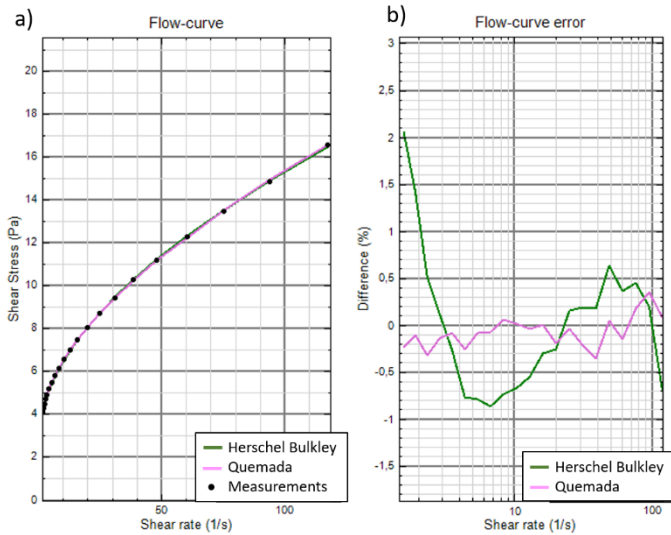 a)
Flow-curve
Shear Stress (Pa)
20
18
16
14
12
10
8
6
4
2
0
50
100
Shear rate (1/s)
Herschel Bulkley
Quemada
Measurements
b)
Flow-curve error
Difference (%)
3
2,5
2
1,5
1
0,5
0
-0,5
-1
-1,5
10
100
Shear rate (1/s)
Herschel Bulkley
Quemada